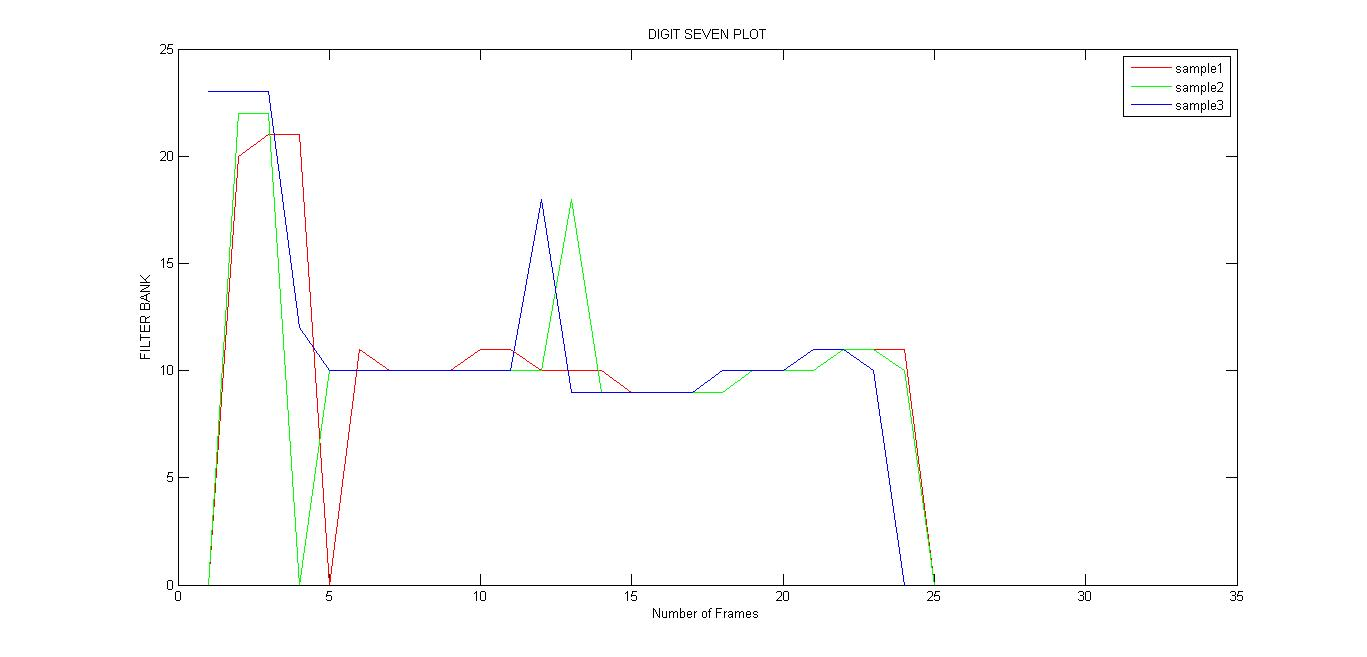 DIGIT SEVEN PLOT
25
sample1
sample2
sample3
20
15
FILTER BANK
10
5
0
0 5 10 15 20 25 30 35
Number of Frames